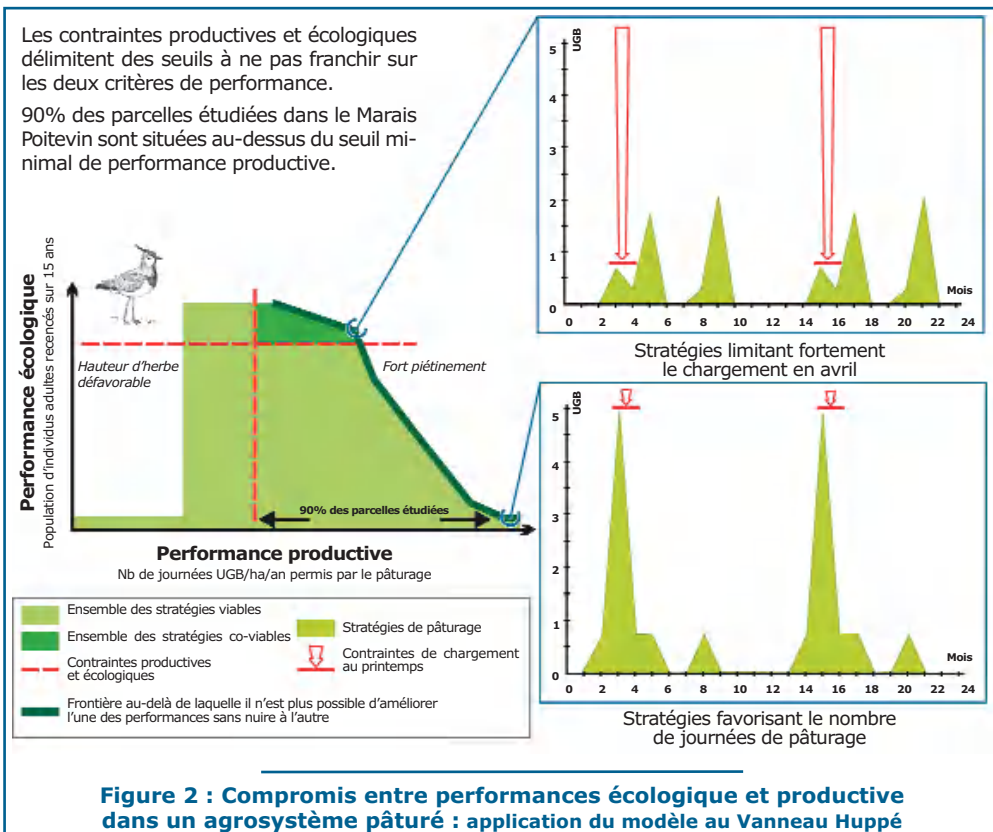 Les contraintes productives et écologiques
délimitent des seuils à ne pas franchir sur
les deux critères de performance.
90% des parcelles étudiées dans le Marais
Poitevin sont situées au-dessus du seuil mi-
nimal de performance productive.
Performance écologique
Population d'individus adultes recencés sur 15 ans
Hauteur d'herbe
défavorable
Fort piétinement
90% des parcelles étudiées
Performance productive
Nb de journées UGB/ha/an permis par le pâturage
UGB
5
4
3
2
1
0
Mois
0 2 4 6 8 10 12 14 16 18 20 22 24
Stratégies limitant fortement
le chargement en avril
UGB
5
4
3
2
1
0
Mois
0 2 4 6 8 10 12 14 16 18 20 22 24
Stratégies favorisant le nombre
de journées de pâturage
Ensemble des stratégies viables
Ensemble des stratégies co-viables
Contraintes productives
et écologiques
Stratégies de pâturage
Contraintes de chargement
au printemps
Frontière au-delà de laquelle il n'est plus possible d'améliorer
l'une des performances sans nuire à l'autre
Figure 2 : Compromis entre performances écologique et productive
dans un agrosystème pâturé : application du modèle au Vanneau Huppé